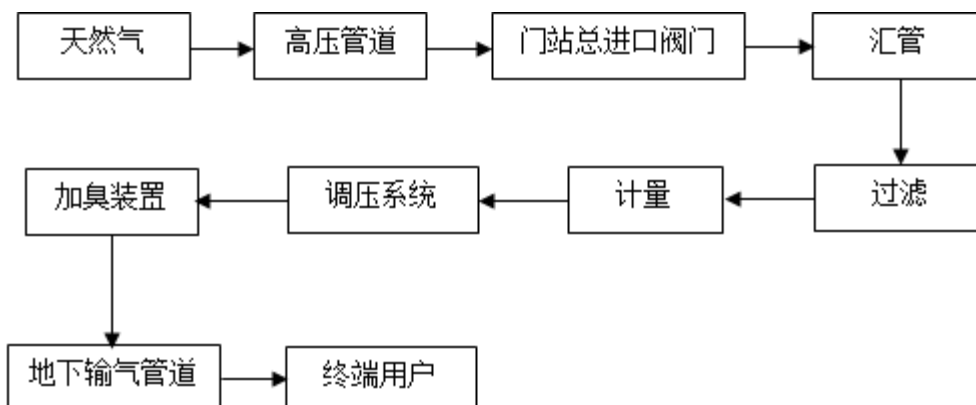 天然气
高压管道
门站总进口阀门
汇管
过滤
计量
调压系统
加臭装置
地下输气管道
终端用户